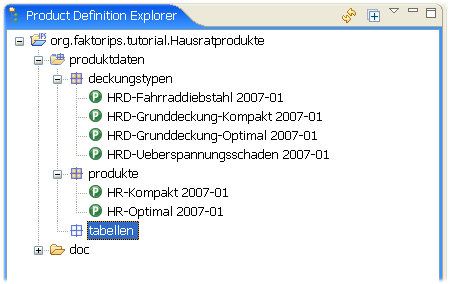 Product Definition Explorer
org.faktorips.tutorial.Hausratprodukte
produktdaten
deckungstypen
HRD-Fahrraddiebstahl 2007-01
HRD-Grunddeckung-Kompakt 2007-01
HRD-Grunddeckung-Optimal 2007-01
HRD-Ueberspannungsschaden 2007-01
produkte
HR-Kompakt 2007-01
HR-Optimal 2007-01
tabellen
doc